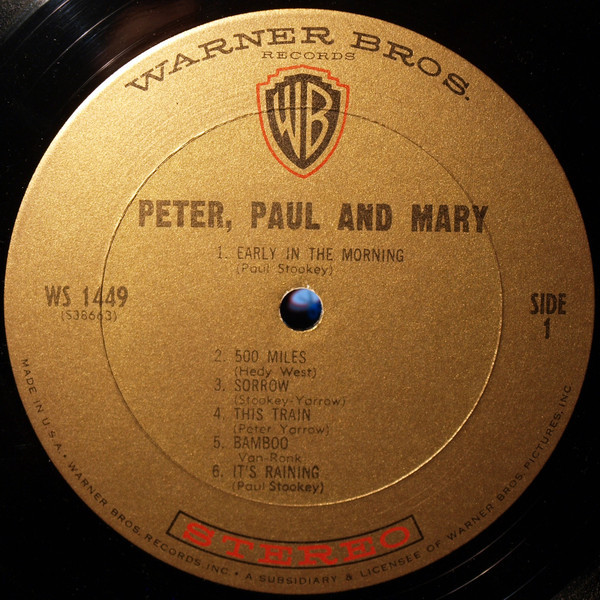 WARNER BROS.
RECORDS
WB
PETER, PAUL AND MARY
1. EARLY IN THE MORNING
(Paul Stookey)
WS 1449
(S38663)
SIDE
1
2. 500 MILES
(Hedy West)
3. SORROW
(Stookey-Yarrow)
4. THIS TRAIN
(Peter Yarrow)
5. BAMBOO
Van-Ronk
6. IT'S RAINING
(Paul Stookey)
STEREO
MADE IN U.S.A. • WARNER BROS. RECORDS, INC. • A SUBSIDIARY & LICENSEE OF WARNER BROS. PICTURES, INC.